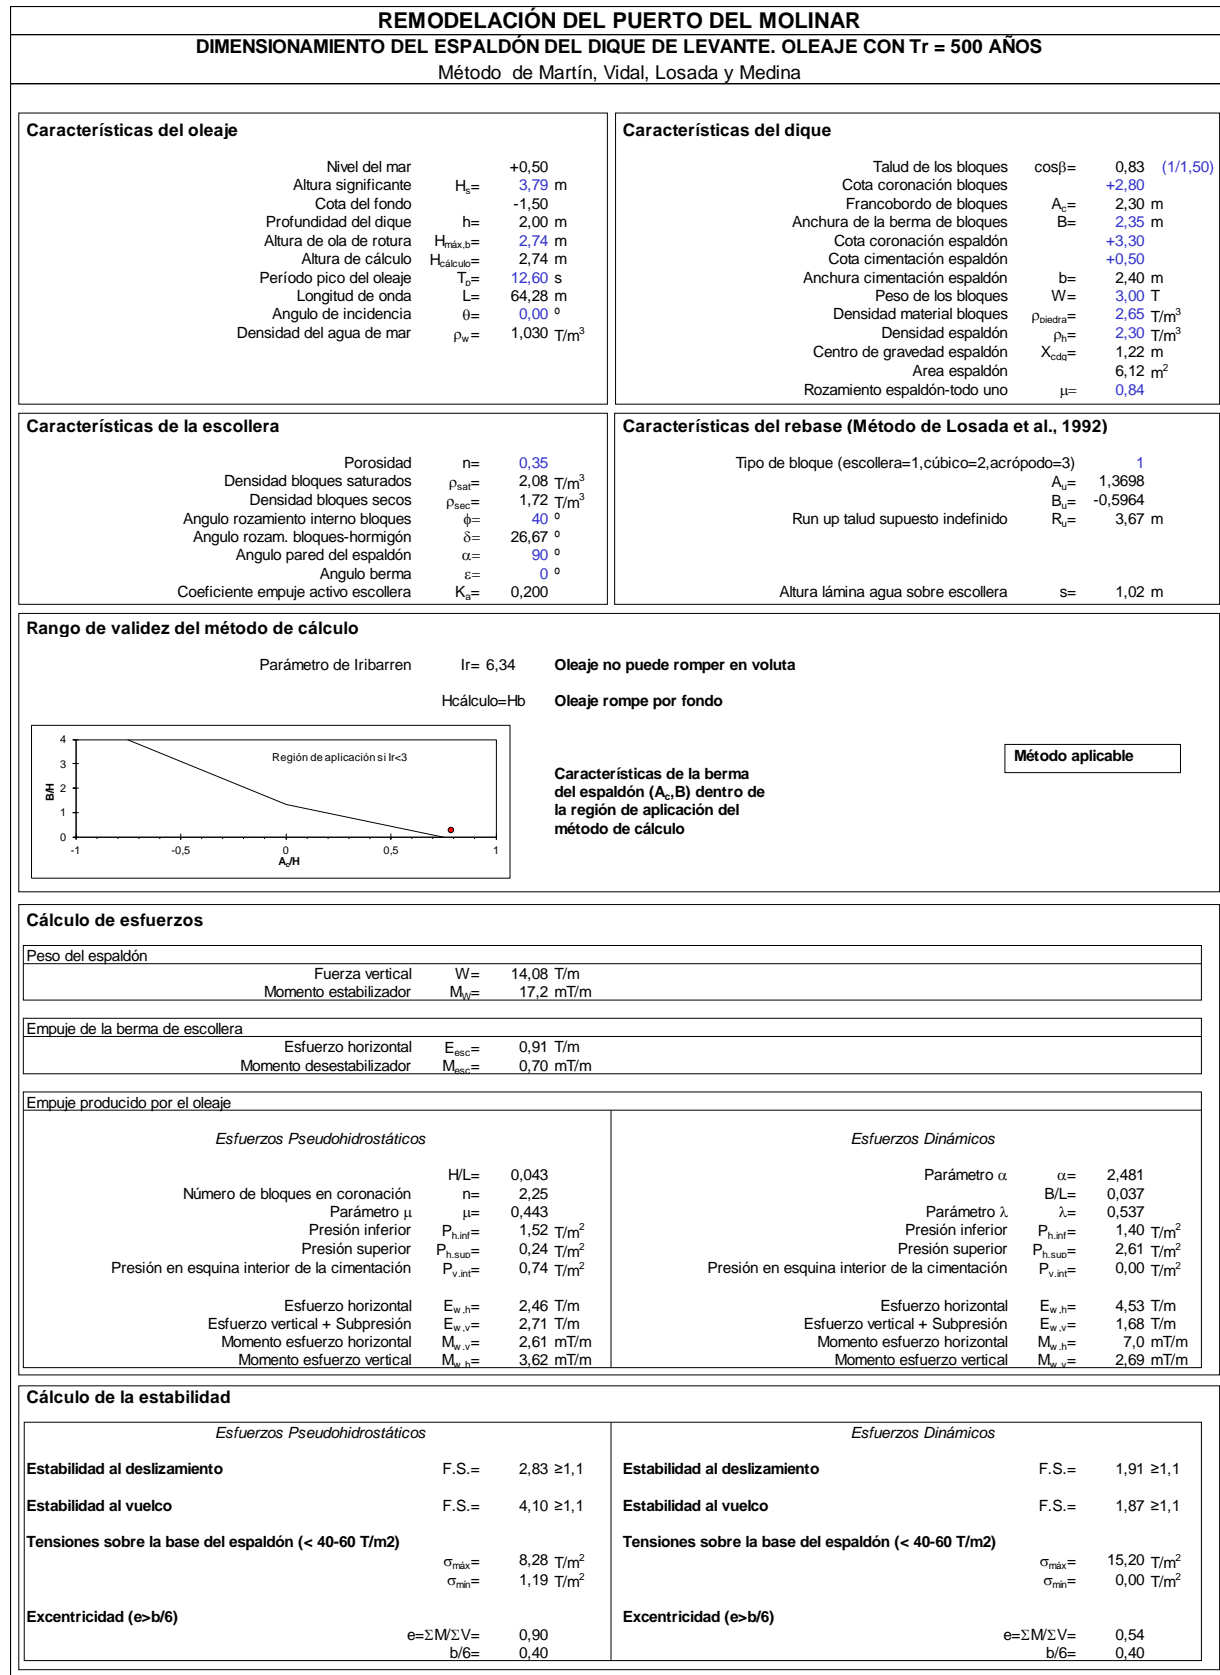 REMODELACIÓN DEL PUERTO DEL MOLINAR
DIMENSIONAMIENTO DEL ESPALDÓN DEL DIQUE DE LEVANTE. OLEAJE CON Tr = 500 AÑOS
Método de Martín, Vidal, Losada y Medina
Características del oleaje
Nivel del mar +0,50
Altura significante Hs= 3,79 m
Cota del fondo -1,50
Profundidad del dique h= 2,00 m
Altura de ola de rotura Hmáx,b= 2,74 m
Altura de cálculo Hcálculo= 2,74 m
Período pico del oleaje Tp= 12,60 s
Longitud de onda L= 64,28 m
Angulo de incidencia θ= 0,00 º
Densidad del agua de mar ρw= 1,030 T/m3
Características del dique
Talud de los bloques cosβ= 0,83 (1/1,50)
Cota coronación bloques +2,80
Francobordo de bloques Ac= 2,30 m
Anchura de la berma de bloques B= 2,35 m
Cota coronación espaldón +3,30
Cota cimentación espaldón +0,50
Anchura cimentación espaldón b= 2,40 m
Peso de los bloques W= 3,00 T
Densidad material bloques ρpiedra= 2,65 T/m3
Densidad espaldón ρh= 2,30 T/m3
Centro de gravedad espaldón Xcdg= 1,22 m
Area espaldón 6,12 m2
Rozamiento espaldón-todo uno μ= 0,84
Características de la escollera
Porosidad n= 0,35
Densidad bloques saturados ρsat= 2,08 T/m3
Densidad bloques secos ρsec= 1,72 T/m3
Angulo rozamiento interno bloques ϕ= 40 º
Angulo rozam. bloques-hormigón δ= 26,67 º
Angulo pared del espaldón α= 90 º
Angulo berma ε= 0 º
Coeficiente empuje activo escollera Ka= 0,200
Características del rebase (Método de Losada et al., 1992)
Tipo de bloque (escollera=1,cúbico=2,acrópodo=3) 1
Au= 1,3698
Bu= -0,5964
Run up talud supuesto indefinido Ru= 3,67 m
Altura lámina agua sobre escollera s= 1,02 m
Rango de validez del método de cálculo
Parámetro de Iribarren Ir= 6,34 Oleaje no puede romper en voluta
Hcálculo=Hb Oleaje rompe por fondo
4
3
2
1
0
B/H
Región de aplicación si Ir<3
-1 -0,5 0 0,5 1
Ac/H
Características de la berma
del espaldón (Ac,B) dentro de
la región de aplicación del
método de cálculo
Método aplicable
Cálculo de esfuerzos
Peso del espaldón
Fuerza vertical W= 14,08 T/m
Momento estabilizador MW= 17,2 mT/m
Empuje de la berma de escollera
Esfuerzo horizontal Eesc= 0,91 T/m
Momento desestabilizador Mesc= 0,70 mT/m
Empuje producido por el oleaje
Esfuerzos Pseudohidrostáticos
H/L= 0,043
Número de bloques en coronación n= 2,25
Parámetro μ μ= 0,443
Presión inferior Ph.inf= 1,52 T/m2
Presión superior Ph.sup= 0,24 T/m2
Presión en esquina interior de la cimentación Pv.int= 0,74 T/m2
Esfuerzo horizontal Ew.h= 2,46 T/m
Esfuerzo vertical + Subpresión Ew.v= 2,71 T/m
Momento esfuerzo horizontal Mw.v= 2,61 mT/m
Momento esfuerzo vertical Mw.h= 3,62 mT/m
Esfuerzos Dinámicos
Parámetro α α= 2,481
B/L= 0,037
Parámetro λ λ= 0,537
Presión inferior Ph.inf= 1,40 T/m2
Presión superior Ph.sup= 2,61 T/m2
Presión en esquina interior de la cimentación Pv.int= 0,00 T/m2
Esfuerzo horizontal Ew.h= 4,53 T/m
Esfuerzo vertical + Subpresión Ew.v= 1,68 T/m
Momento esfuerzo horizontal Mw.h= 7,0 mT/m
Momento esfuerzo vertical Mw.v= 2,69 mT/m
Cálculo de la estabilidad
Esfuerzos Pseudohidrostáticos
Estabilidad al deslizamiento F.S.= 2,83 ≥1,1
Estabilidad al vuelco F.S.= 4,10 ≥1,1
Tensiones sobre la base del espaldón (< 40-60 T/m2)
σmáx= 8,28 T/m2
σmin= 1,19 T/m2
Excentricidad (e>b/6)
e=ΣM/ΣV= 0,90
b/6= 0,40
Esfuerzos Dinámicos
Estabilidad al deslizamiento F.S.= 1,91 ≥1,1
Estabilidad al vuelco F.S.= 1,87 ≥1,1
Tensiones sobre la base del espaldón (< 40-60 T/m2)
σmáx= 15,20 T/m2
σmin= 0,00 T/m2
Excentricidad (e>b/6)
e=ΣM/ΣV= 0,54
b/6= 0,40